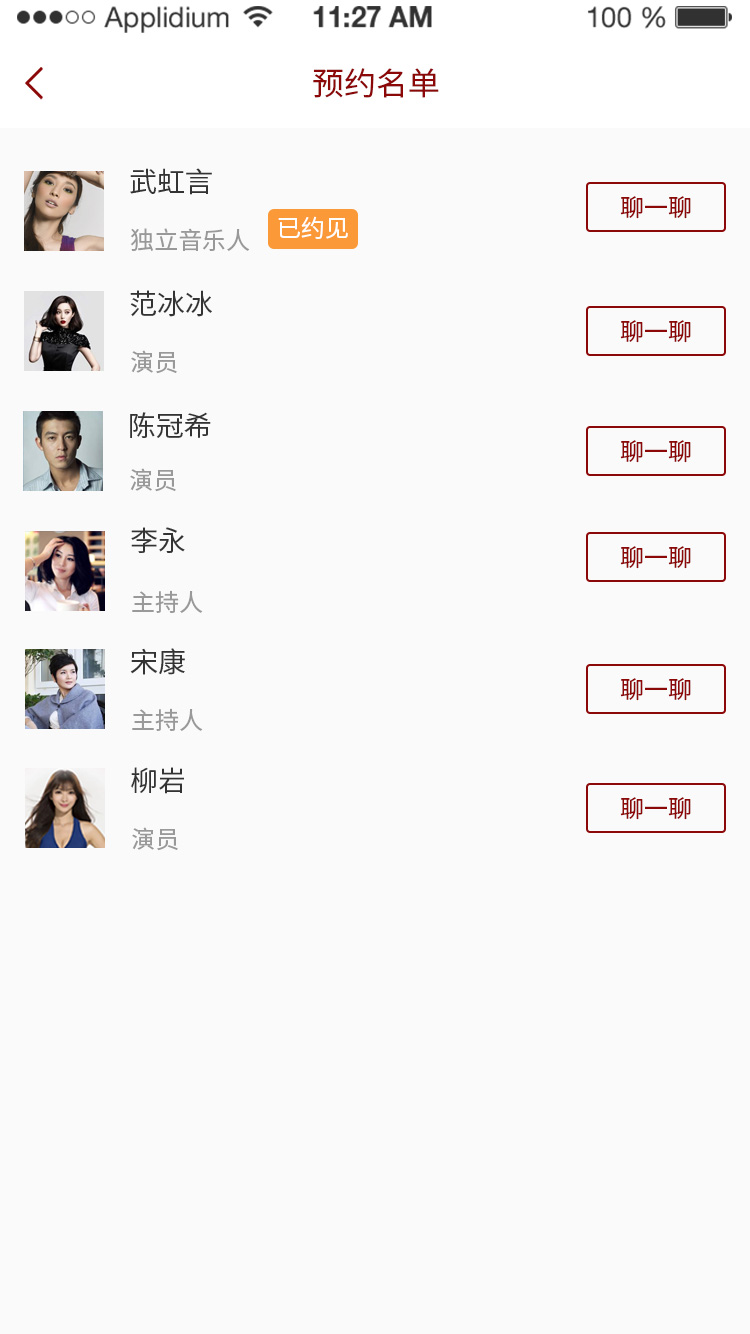 Applidium 11:27 AM 100 %
预约名单
武虹言
独立音乐人 已约见
聊一聊
范冰冰
演员
聊一聊
陈冠希
演员
聊一聊
李永
主持人
聊一聊
宋康
主持人
聊一聊
柳岩
演员
聊一聊